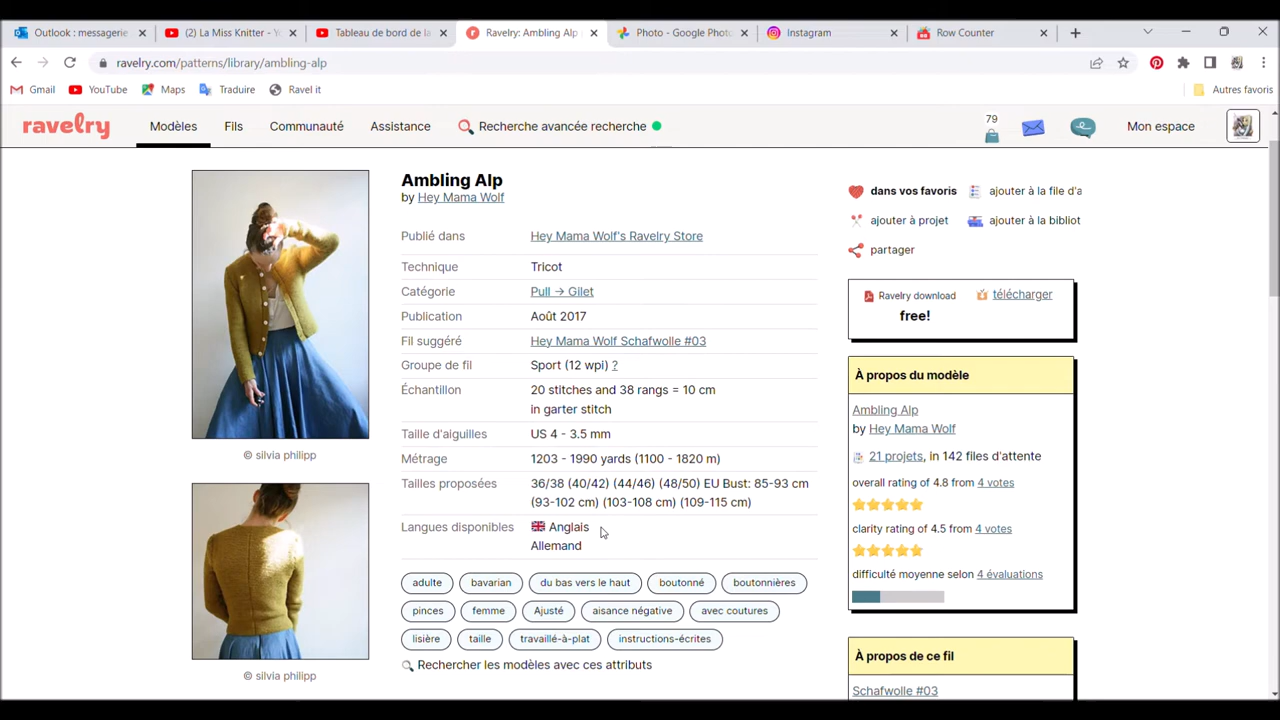 Outlook : messagerie
(2) La Miss Knitter - Yo
Tableau de bord de la
Ravelry: Ambling Alp
Photo - Google Photo
Instagram
Row Counter
ravelry.com/patterns/library/ambling-alp
Gmail
YouTube
Maps
Traduire
Ravel it
Autres favoris
ravelry
Modèles
Fils
Communauté
Assistance
Recherche avancée recherche
79
Mon espace
Ambling Alp
by Hey Mama Wolf
Publié dans Hey Mama Wolf's Ravelry Store
Technique Tricot
Catégorie Pull → Gilet
Publication Août 2017
Fil suggéré Hey Mama Wolf Schafwolle #03
Groupe de fil Sport (12 wpi) ?
Échantillon 20 stitches and 38 rangs = 10 cm
in garter stitch
Taille d'aiguilles US 4 - 3.5 mm
Métrage 1203 - 1990 yards (1100 - 1820 m)
Tailles proposées 36/38 (40/42) (44/46) (48/50) EU Bust: 85-93 cm
(93-102 cm) (103-108 cm) (109-115 cm)
Langues disponibles Anglais
Allemand
adulte bavarian du bas vers le haut boutonné boutonnières
pinces femme Ajusté aisance négative avec coutures
lisière taille travaillé-à-plat instructions-écrites
Rechercher les modèles avec ces attributs
© silvia philipp
© silvia philipp
dans vos favoris ajouter à la file d'a
ajouter à projet ajouter à la bibliot
partager
Ravelry download télécharger
free!
À propos du modèle
Ambling Alp
by Hey Mama Wolf
21 projets, in 142 files d'attente
overall rating of 4.8 from 4 votes
clarity rating of 4.5 from 4 votes
difficulté moyenne selon 4 évaluations
À propos de ce fil
Schafwolle #03